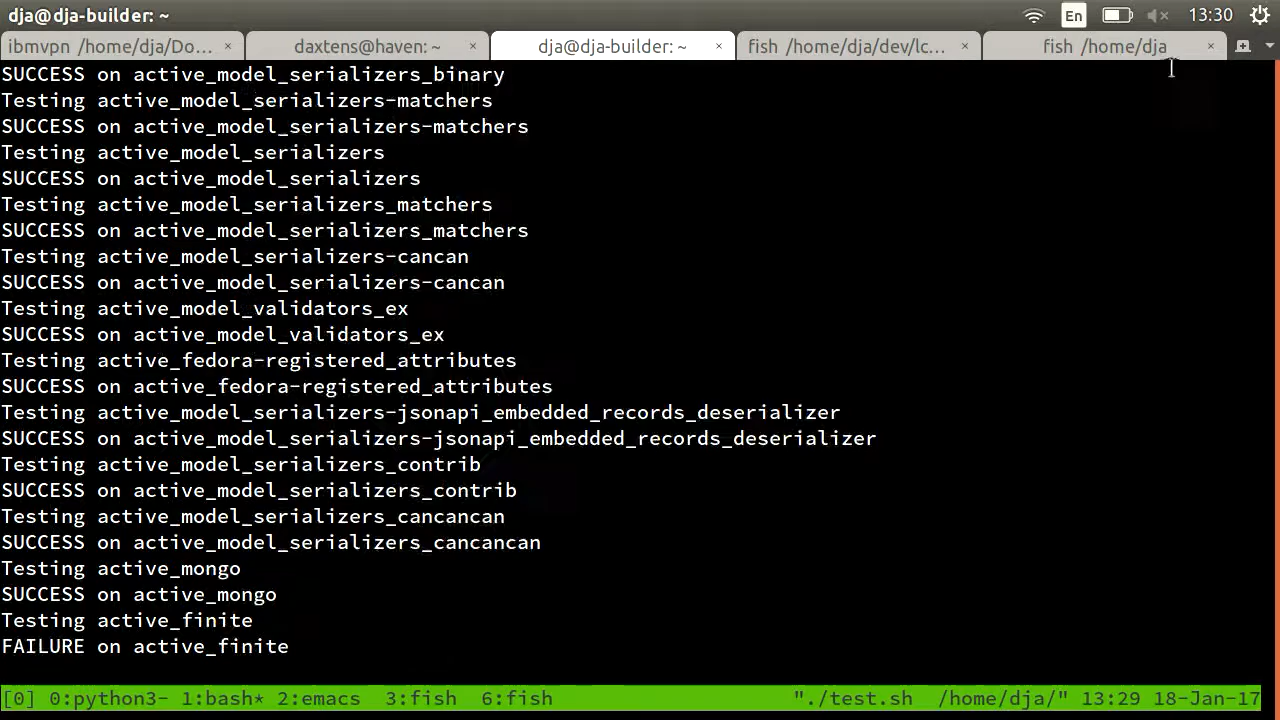 dja@dja-builder: ~ En 13:30
ibmvpn /home/dja/Do... × daxtens@haven: ~ × dja@dja-builder: ~ × fish /home/dja/dev/lc... × fish /home/dja ×
SUCCESS on active_model_serializers_binary
Testing active_model_serializers-matchers
SUCCESS on active_model_serializers-matchers
Testing active_model_serializers
SUCCESS on active_model_serializers
Testing active_model_serializers_matchers
SUCCESS on active_model_serializers_matchers
Testing active_model_serializers-cancan
SUCCESS on active_model_serializers-cancan
Testing active_model_validators_ex
SUCCESS on active_model_validators_ex
Testing active_fedora-registered_attributes
SUCCESS on active_fedora-registered_attributes
Testing active_model_serializers-jsonapi_embedded_records_deserializer
SUCCESS on active_model_serializers-jsonapi_embedded_records_deserializer
Testing active_model_serializers_contrib
SUCCESS on active_model_serializers_contrib
Testing active_model_serializers_cancancan
SUCCESS on active_model_serializers_cancancan
Testing active_mongo
SUCCESS on active_mongo
Testing active_finite
FAILURE on active_finite
[0] 0:python3- 1:bash* 2:emacs 3:fish 6:fish "./test.sh /home/dja/" 13:29 18-Jan-17